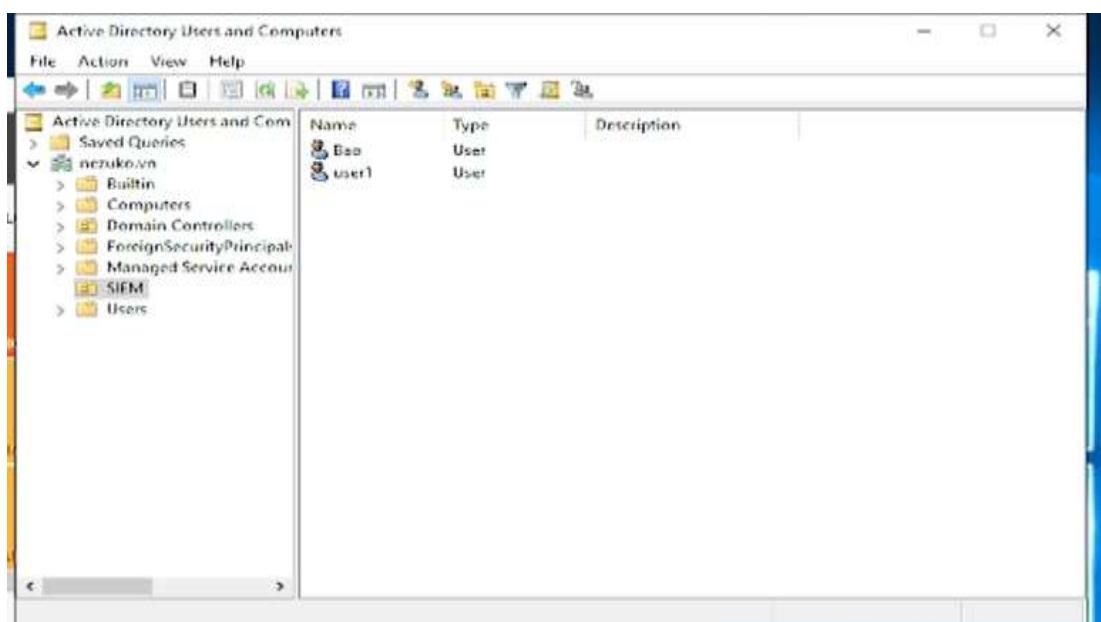 Active Directory Users and Computers
File Action View Help
Active Directory Users and Com
Saved Queries
nezuko.vn
Builtin
Computers
Domain Controllers
ForeignSecurityPrincipals
Managed Service Accour
SIEM
Users
Name Type Description
Bao User
user1 User